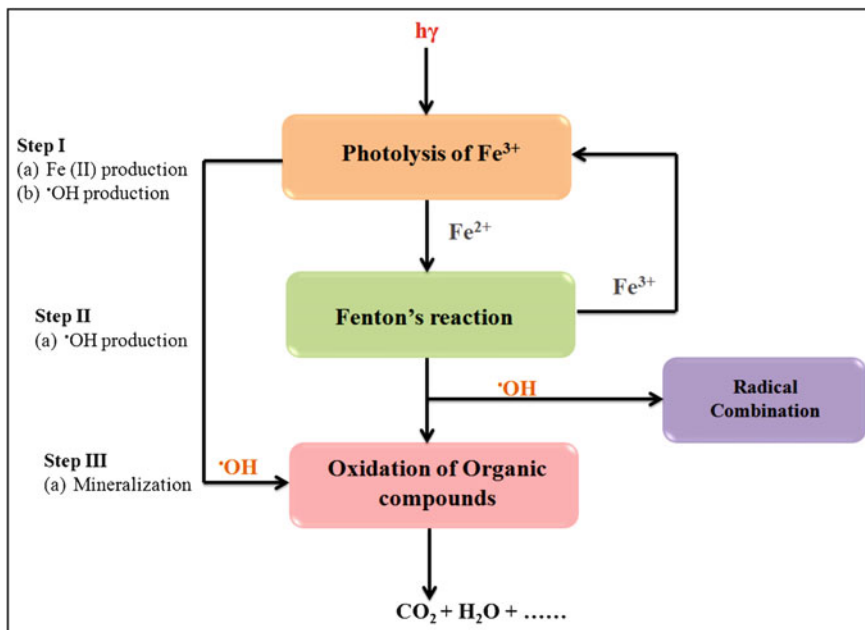 hγ
Step I
(a) Fe (II) production
(b) •OH production
Photolysis of Fe³⁺
Fe²⁺
Fe³⁺
Step II
(a) •OH production
Fenton’s reaction
•OH
Radical
Combination
Step III
(a) Mineralization
•OH
Oxidation of Organic
compounds
CO₂ + H₂O + ……